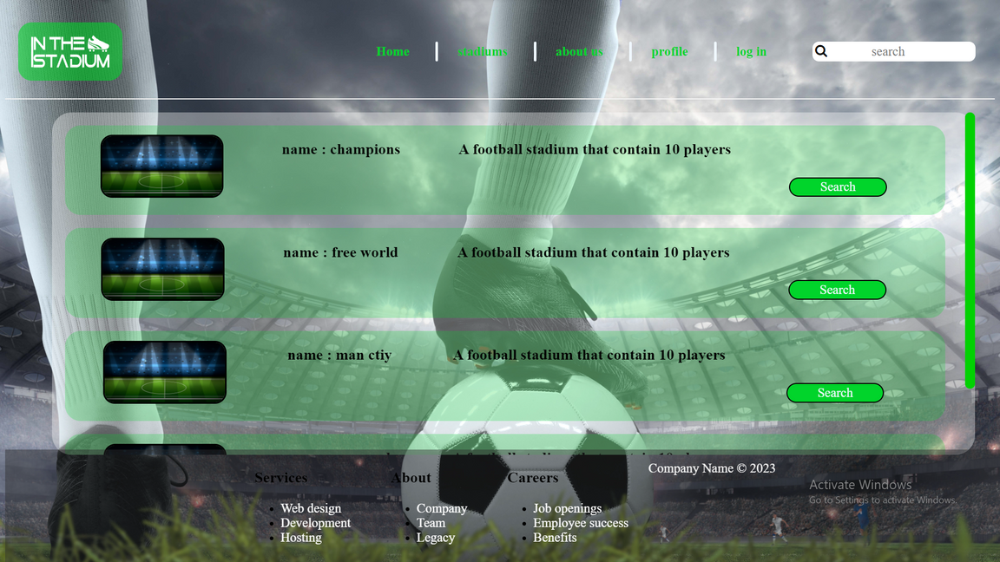 IN THE
STADIUM
Home
stadiums
about us
profile
log in
search
name : champions
A football stadium that contain 10 players
Search
name : free world
A football stadium that contain 10 players
Search
name : man ctiy
A football stadium that contain 10 players
Search
Services
About
Careers
Company Name © 2023
Web design
Development
Hosting
Company
Team
Legacy
Job openings
Employee success
Benefits
Activate Windows
Go to Settings to activate Windows.